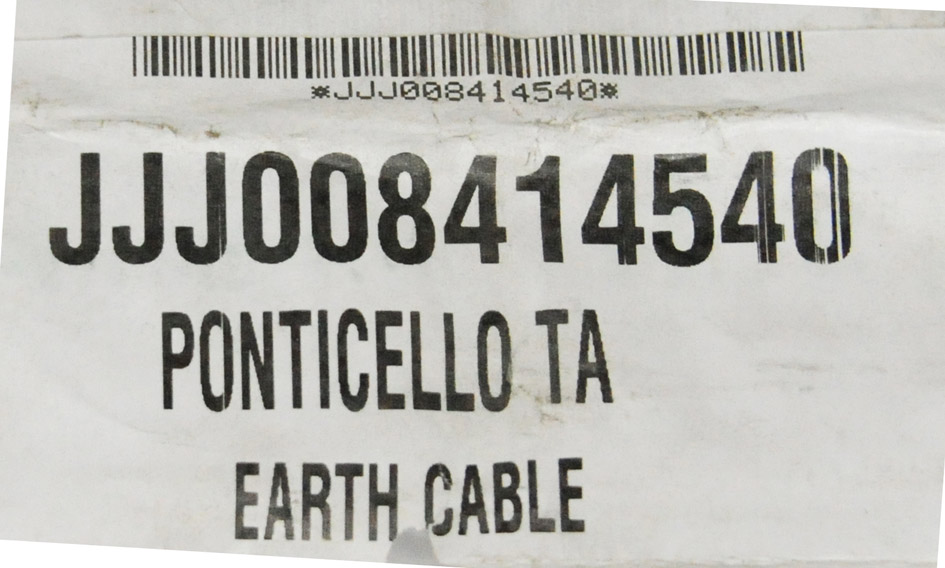 *JJJ008414540*
JJJ008414540
PONTICELLO TA
EARTH CABLE